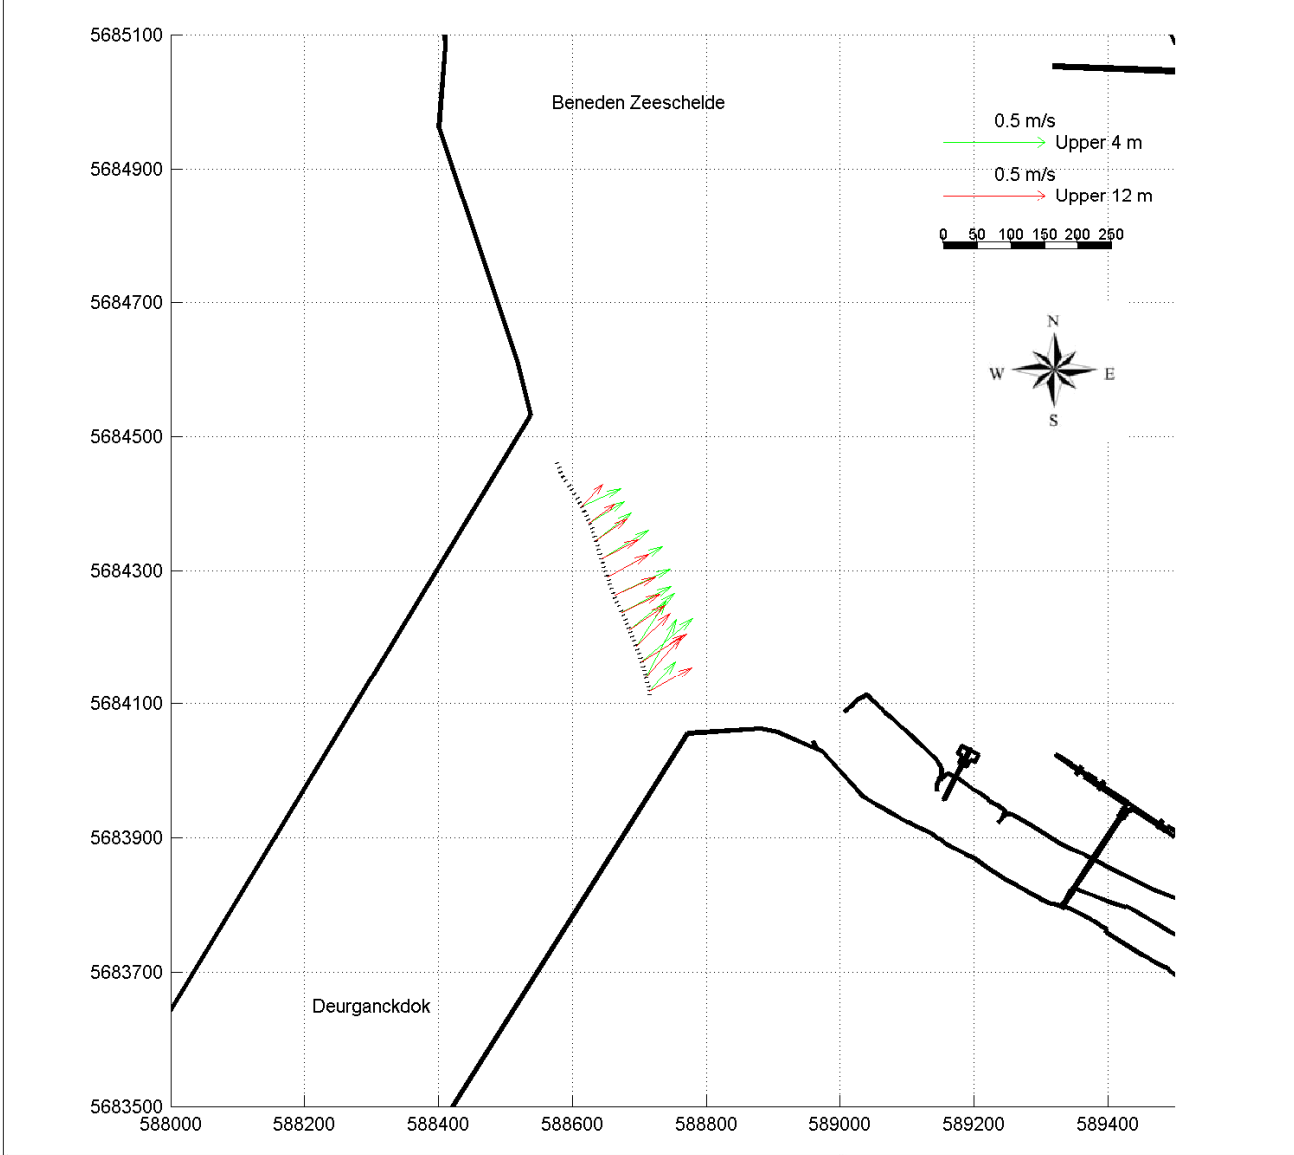 5685100
Beneden Zeeschelde
0.5 m/s
Upper 4 m
5684900
0.5 m/s
Upper 12 m
0 50 100 150 200 250
5684700
N
W E
S
5684500
5684300
5684100
5683900
5683700
Deurganckdok
5683500
588000 588200 588400 588600 588800 589000 589200 589400